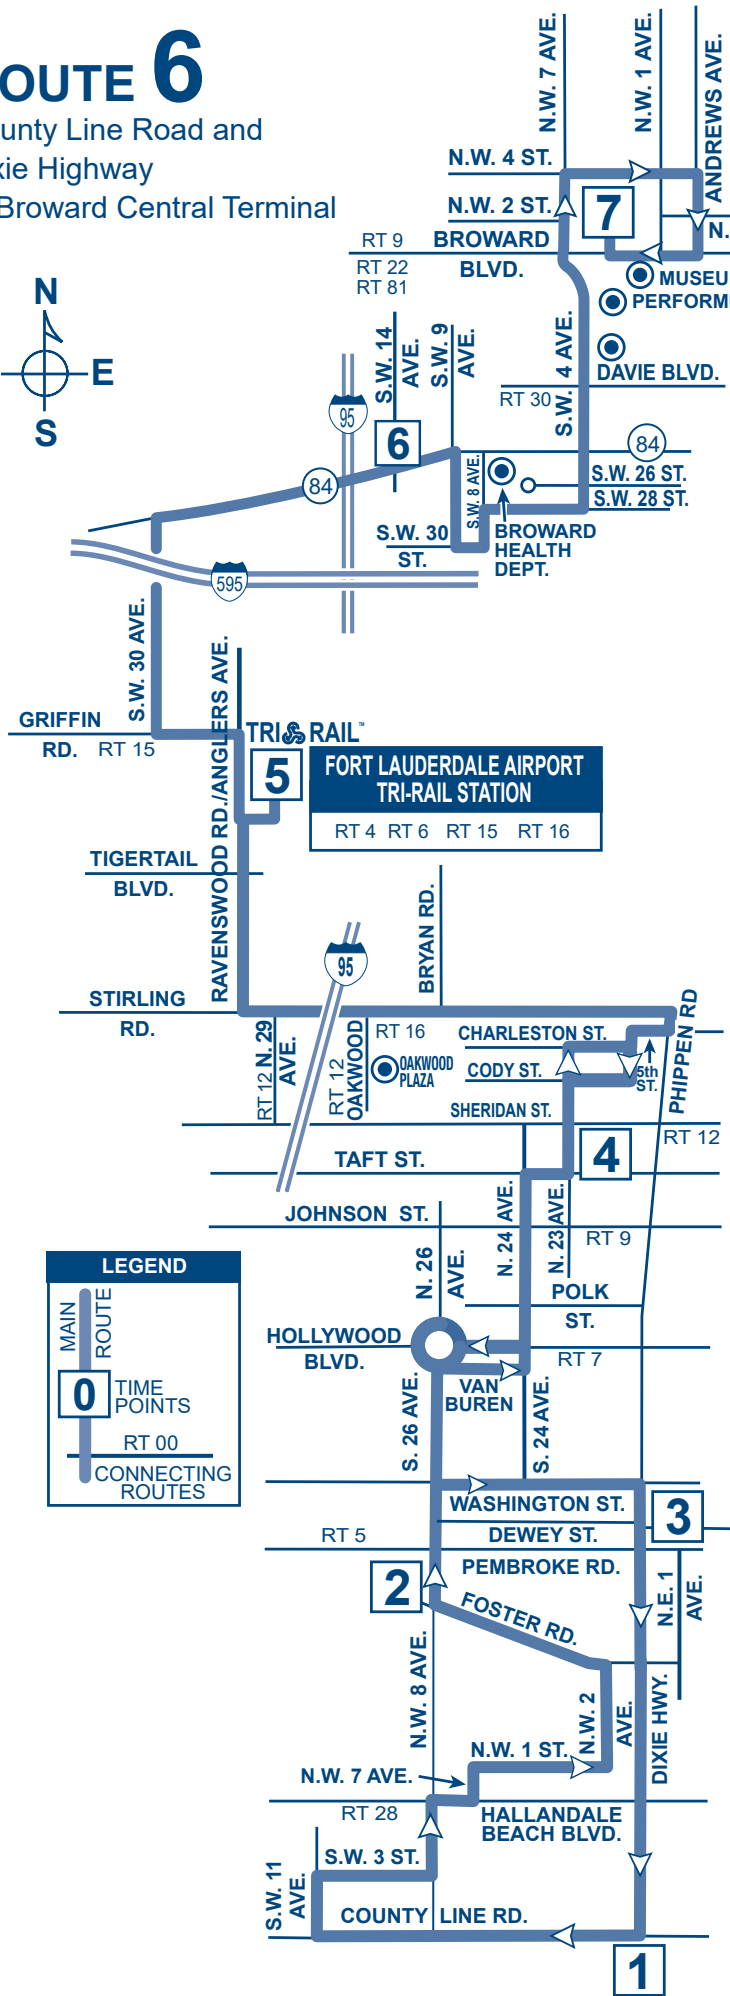 OUTE 6
unty Line Road and
xie Highway
Broward Central Terminal
N.W. 7 AVE.
N.W. 1 AVE.
ANDREWS AVE.
N.W. 4 ST.
N.W. 2 ST.
7
N.
RT 9
BROWARD
BLVD.
RT 22
RT 81
MUSEU
PERFORM
N
E
S
S.W. 14
AVE.
S.W. 9
AVE.
S.W. 4 AVE.
DAVIE BLVD.
RT 30
95
6
84
84
S.W. 8 AVE.
S.W. 26 ST.
S.W. 28 ST.
S.W. 30
ST.
BROWARD
HEALTH
DEPT.
595
S.W. 30 AVE.
RAVENSWOOD RD./ANGLERS AVE.
GRIFFIN
RD.
RT 15
TRI RAIL™
5
FORT LAUDERDALE AIRPORT
TRI-RAIL STATION
RT 4 RT 6 RT 15 RT 16
TIGERTAIL
BLVD.
BRYAN RD.
95
STIRLING
RD.
RT 12
N. 29
AVE.
RT 12
OAKWOOD
RT 16
OAKWOOD
PLAZA
CHARLESTON ST.
CODY ST.
5th
ST.
PHIPPEN RD
SHERIDAN ST.
RT 12
TAFT ST.
4
JOHNSON ST.
N. 24 AVE.
N. 23 AVE.
RT 9
N. 26
AVE.
POLK
ST.
LEGEND
MAIN
ROUTE
0
TIME
POINTS
RT 00
CONNECTING
ROUTES
HOLLYWOOD
BLVD.
RT 7
VAN
BUREN
S. 26 AVE.
S. 24 AVE.
WASHINGTON ST.
3
RT 5
DEWEY ST.
PEMBROKE RD.
2
FOSTER RD.
N.E. 1
AVE.
N.W. 8 AVE.
N.W. 2
AVE.
DIXIE HWY.
N.W. 1 ST.
N.W. 7 AVE.
RT 28
HALLANDALE
BEACH BLVD.
S.W. 11
AVE.
S.W. 3 ST.
COUNTY LINE RD.
1